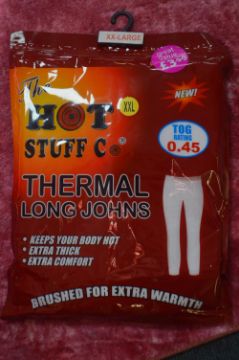 XX-LARGE
The
HOT
XXL
STUFF Co
NEW!
TOG
RATING
0.45
THERMAL
LONG JOHNS
• KEEPS YOUR BODY HOT
• EXTRA THICK
• EXTRA COMFORT
BRUSHED FOR EXTRA WARMTH